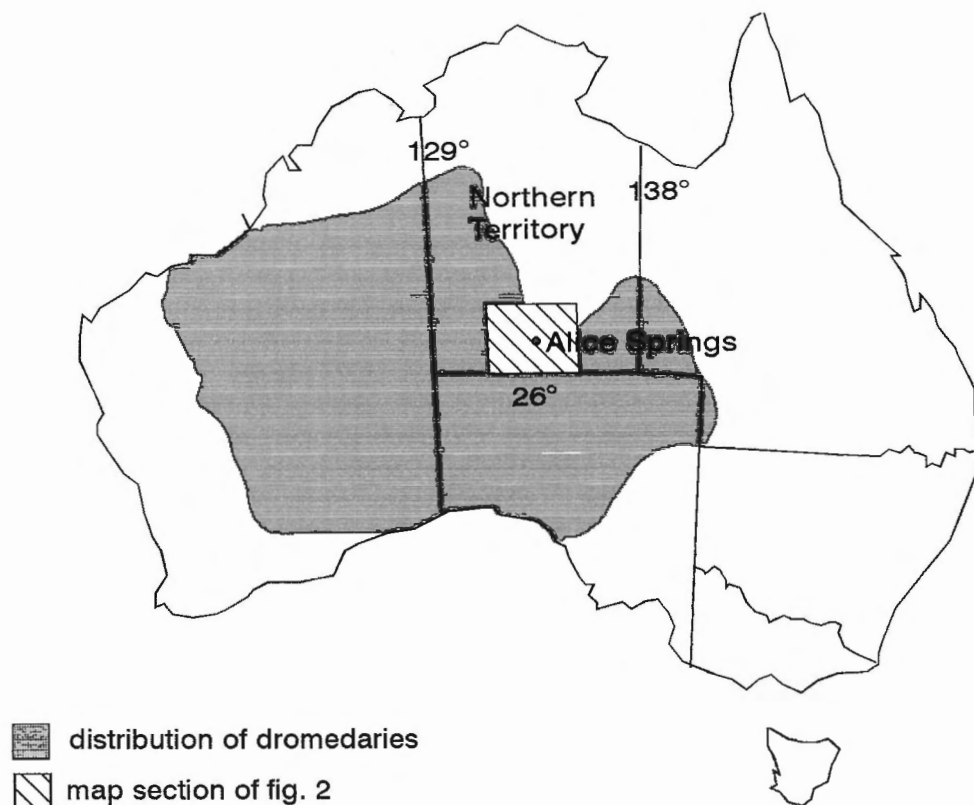 129°
138°
Northern
Territory
Alice Springs
26°
distribution of dromedaries
map section of fig. 2